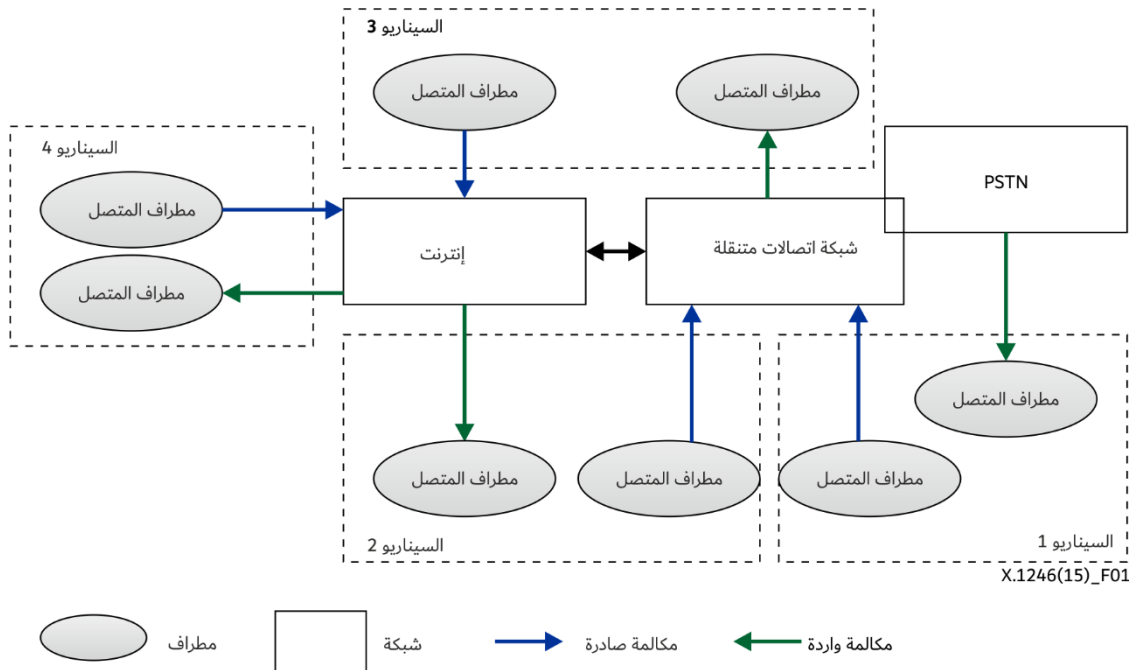 السيناريو 3
مطراف المتصل
مطراف المتصل
السيناريو 4
مطراف المتصل
مطراف المتصل
إنترنت
شبكة اتصالات متنقلة
PSTN
مطراف المتصل
مطراف المتصل
مطراف المتصل
مطراف المتصل
السيناريو 2
السيناريو 1
X.1246(15)_F01
مطراف
شبكة
مكالمة صادرة
مكالمة واردة